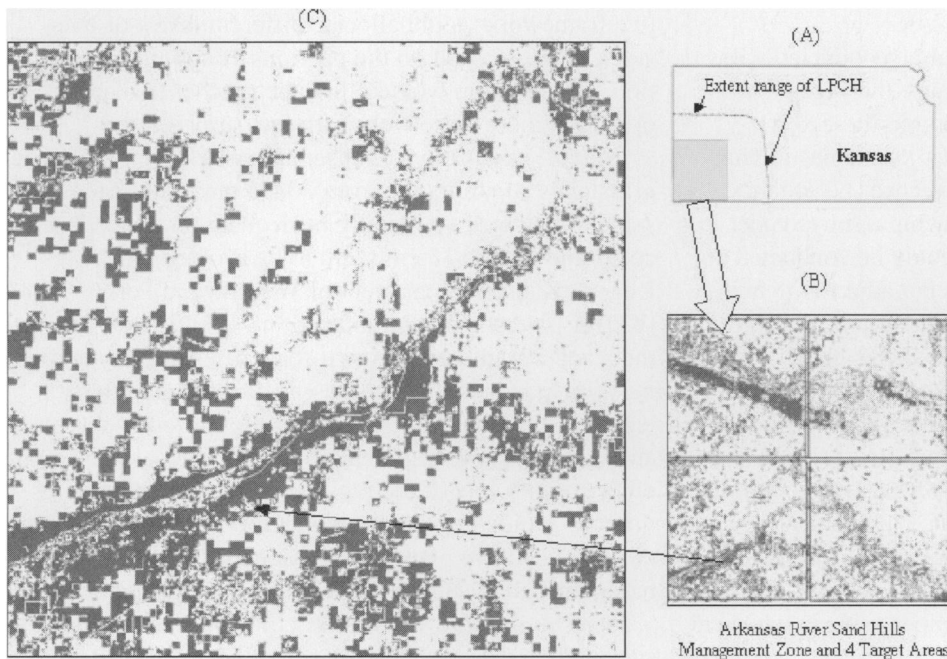 (C)
(A)
Extent range of LPCH
Kansas
(B)
Arkansas River Sand Hills
Management Zone and 4 Target Areas